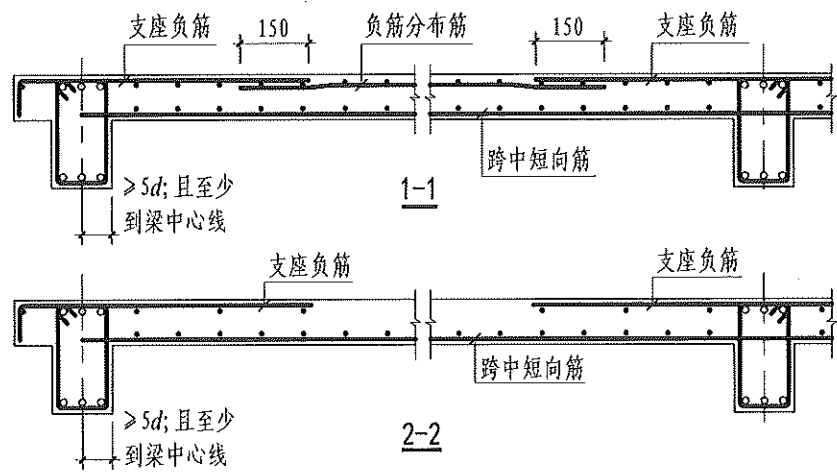 支座负筋
150
负筋分布筋
150
支座负筋
跨中短向筋
≥5d;且至少
到梁中心线
1-1
支座负筋
支座负筋
跨中短向筋
≥5d;且至少
到梁中心线
2-2